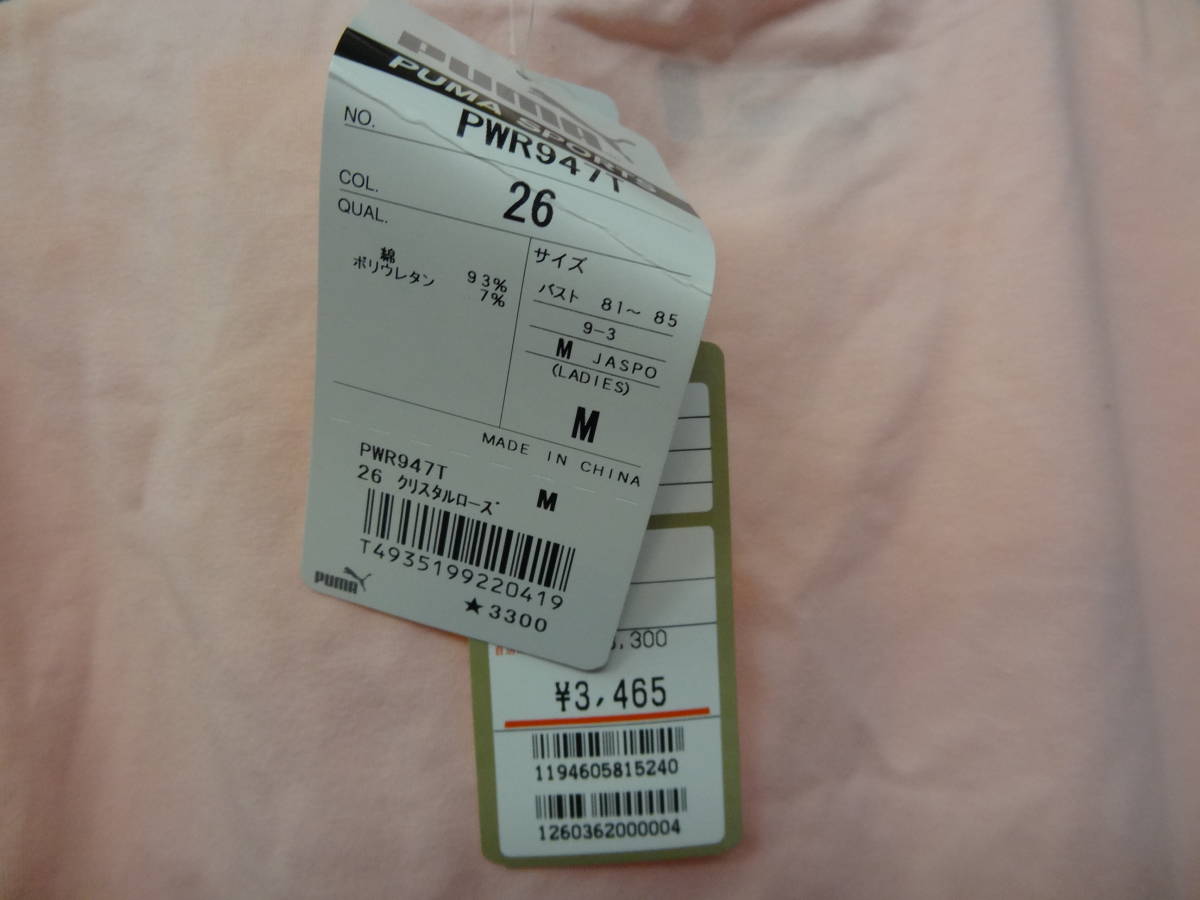 PUMA
PUMA SPORTS
NO. PWR947T
COL. 26
QUAL.
綿 93%
ポリウレタン 7%
サイズ
バスト 81～ 85
9-3
M JASPO
(LADIES)
M
MADE IN CHINA
PWR947T
26 クリスタルローズ M
T4935199220419
PUMA
★3300
,300
¥3,465
1194605815240
1260362000004